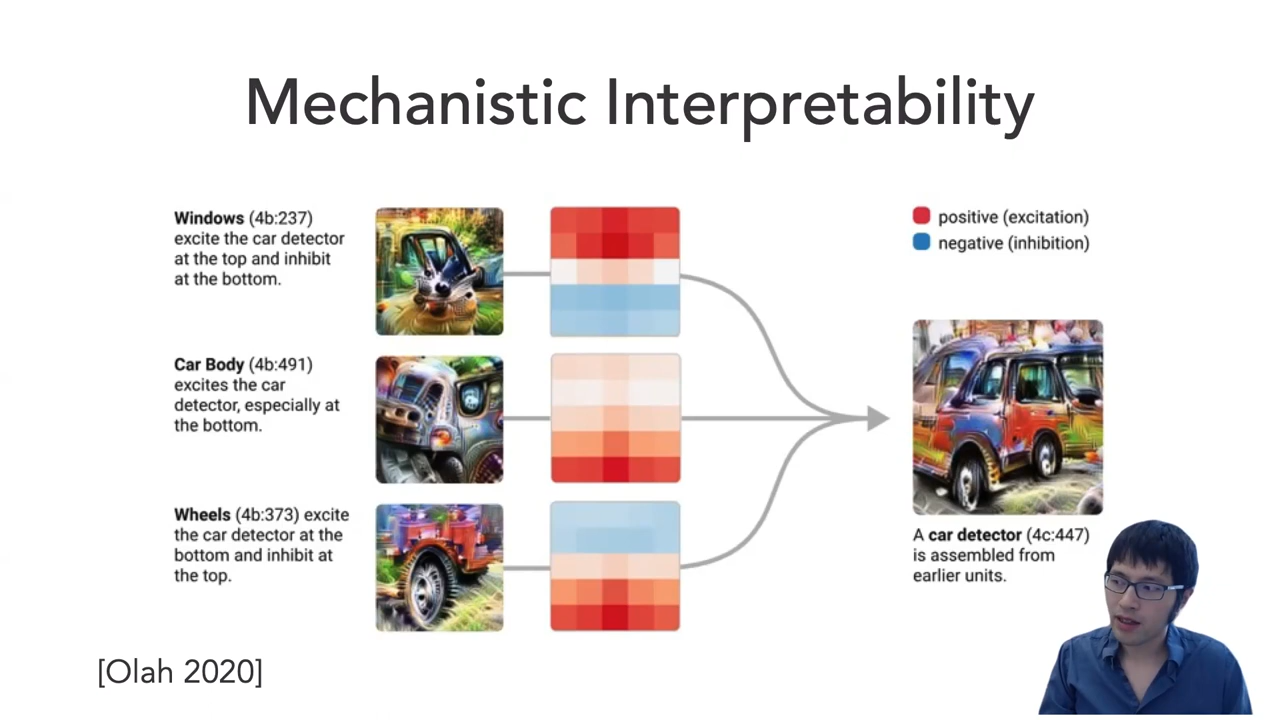 Mechanistic Interpretability
Windows (4b:237)
excite the car detector
at the top and inhibit
at the bottom.
Car Body (4b:491)
excites the car
detector, especially at
the bottom.
Wheels (4b:373) excite
the car detector at the
bottom and inhibit at
the top.
positive (excitation)
negative (inhibition)
A car detector (4c:447)
is assembled from
earlier units.
[Olah 2020]